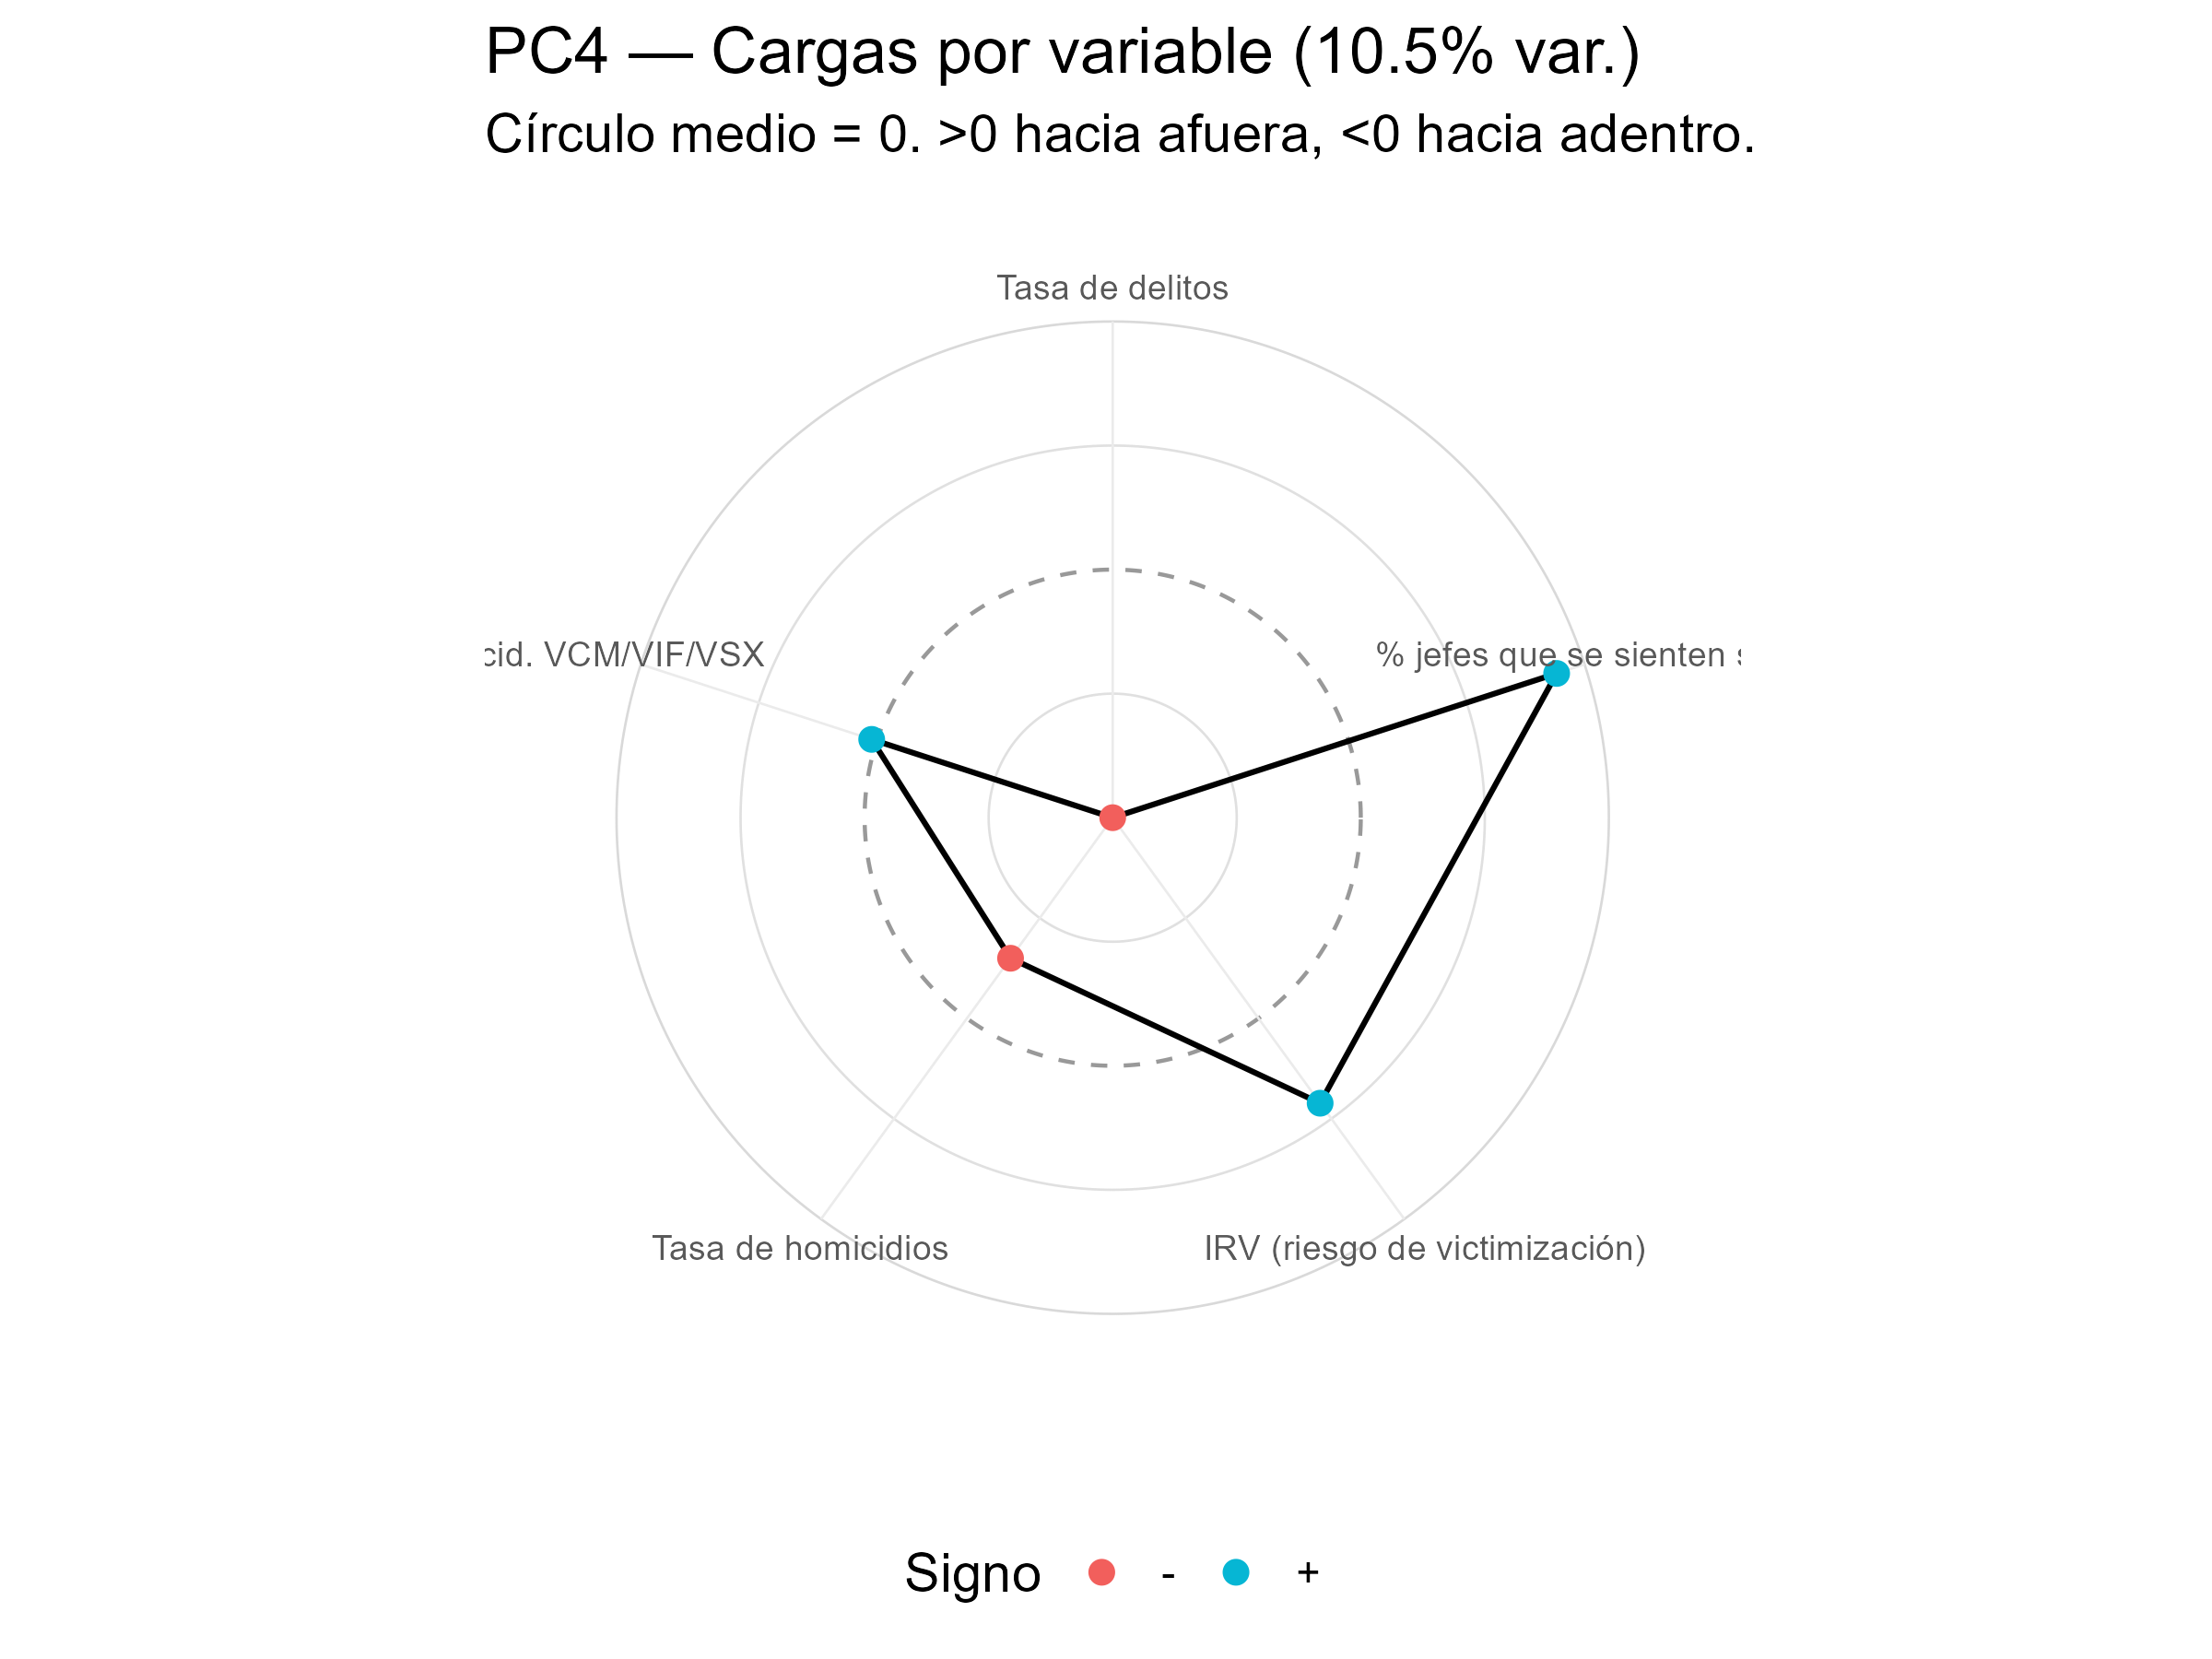 PC4 — Cargas por variable (10.5% var.)
Círculo medio = 0. >0 hacia afuera, <0 hacia adentro.
Tasa de delitos
cid. VCM/VIF/VSX
% jefes que se sienten
Tasa de homicidios
IRV (riesgo de victimización)
Signo - +